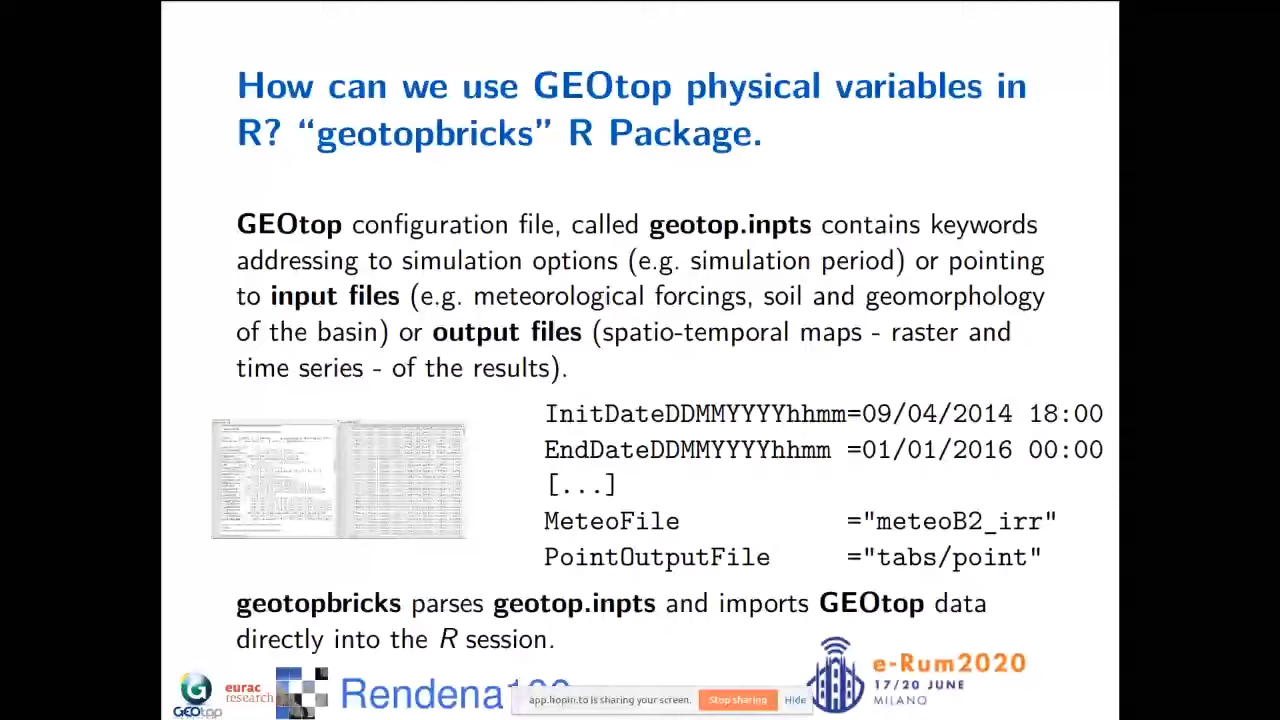 How can we use GEOtop physical variables in
R? “geotopbricks” R Package.
GEOtop configuration file, called geotop.inpts contains keywords
addressing to simulation options (e.g. simulation period) or pointing
to input files (e.g. meteorological forcings, soil and geomorphology
of the basin) or output files (spatio-temporal maps - raster and
time series - of the results).
InitDateDDMMYYYYhhmm=09/04/2014 18:00
EndDateDDMMYYYYhhmm =01/01/2016 00:00
[...]
MeteoFile ="meteoB2_irr"
PointOutputFile ="tabs/point"
geotopbricks parses geotop.inpts and imports GEOtop data
directly into the R session.
GEOtop
eurac
research
Rendena100
app.hopin.to is sharing your screen. Stop sharing Hide
e-Rum2020
17/20 JUNE
MILANO